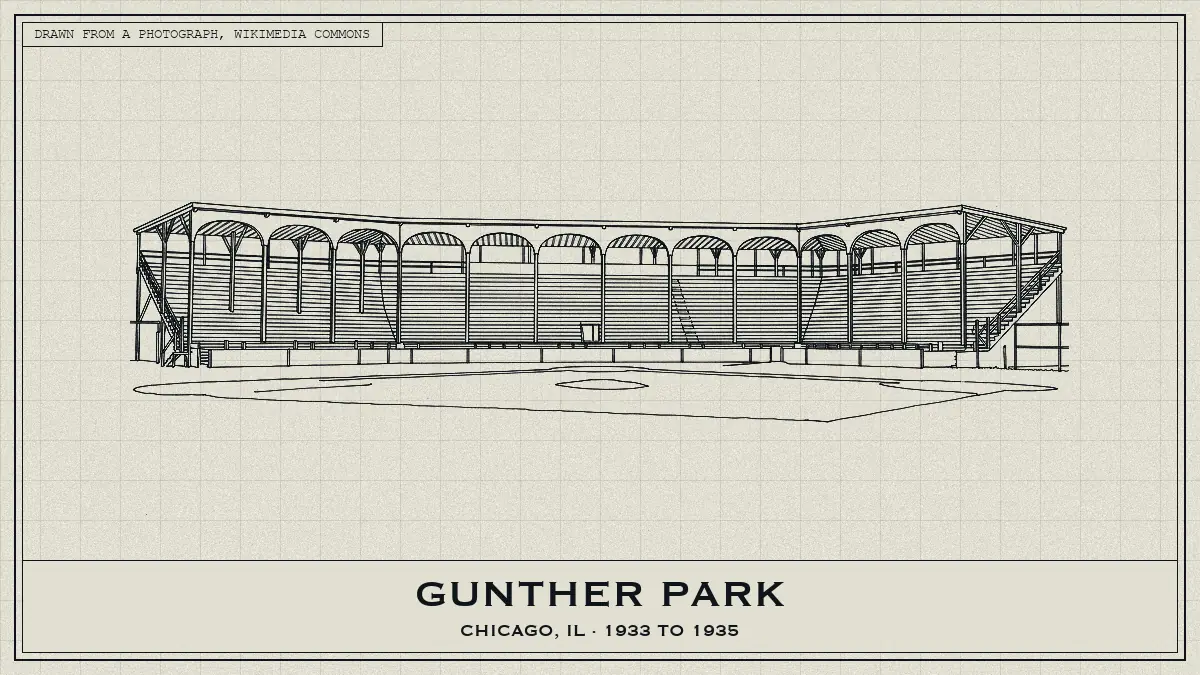 DRAWN FROM A PHOTOGRAPH, WIKIMEDIA COMMONS
GUNTHER PARK
CHICAGO, IL · 1933 TO 1935